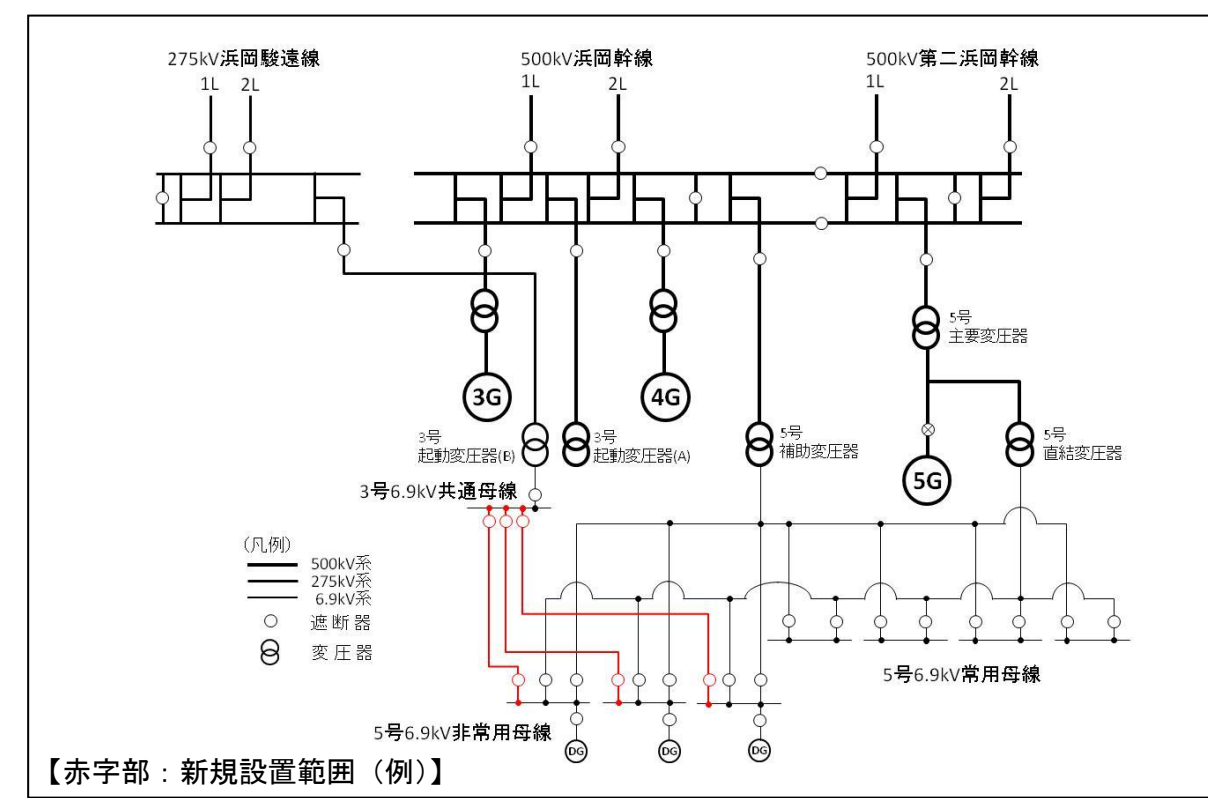 275kV浜岡駿遠線
1L 2L
500kV浜岡幹線
1L 2L
500kV第二浜岡幹線
1L 2L
5号
主要変圧器
3G
4G
3号
起動変圧器(B)
3号
起動変圧器(A)
5号
補助変圧器
5G
5号
直結変圧器
3号6.9kV共通母線
(凡例)
500kV系
275kV系
6.9kV系
遮断器
変圧器
5号6.9kV常用母線
5号6.9kV非常用母線
DG DG DG
【赤字部：新規設置範囲（例）】